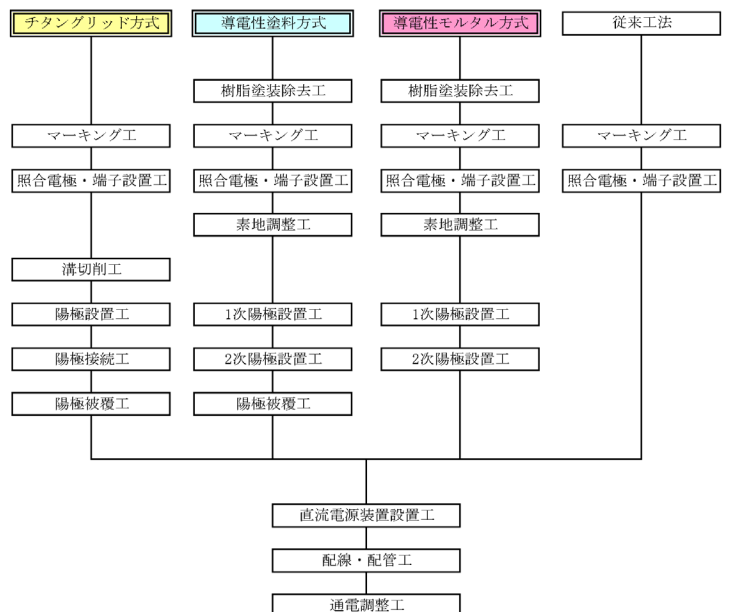 チタングリッド方式
導電性塗料方式
導電性モルタル方式
従来工法
樹脂塗装除去工
樹脂塗装除去工
マーキング工
マーキング工
マーキング工
マーキング工
照合電極・端子設置工
照合電極・端子設置工
照合電極・端子設置工
照合電極・端子設置工
素地調整工
素地調整工
溝切削工
陽極設置工
1次陽極設置工
1次陽極設置工
陽極接続工
2次陽極設置工
2次陽極設置工
陽極被覆工
陽極被覆工
直流電源装置設置工
配線・配管工
通電調整工